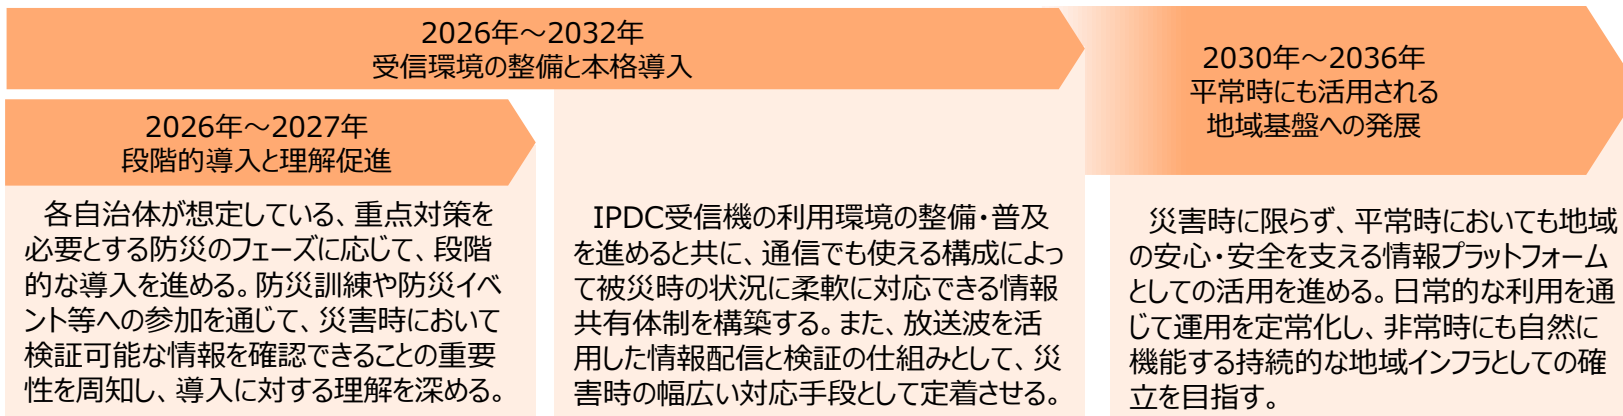 2026年～2032年
受信環境の整備と本格導入
2026年～2027年
段階的導入と理解促進
各自治体が想定している、重点対策を
必要とする防災のフェーズに応じて、段階
的な導入を進める。防災訓練や防災イベ
ント等への参加を通じて、災害時において
検証可能な情報を確認できることの重要
性を周知し、導入に対する理解を深める。
IPDC受信機の利用環境の整備・普及
を進めると共に、通信でも使える構成によっ
て被災時の状況に柔軟に対応できる情報
共有体制を構築する。また、放送波を活
用した情報配信と検証の仕組みとして、災
害時の幅広い対応手段として定着させる。
2030年～2036年
平常時にも活用される
地域基盤への発展
災害時に限らず、平常時においても地域
の安心・安全を支える情報プラットフォーム
としての活用を進める。日常的な利用を通
じて運用を定常化し、非常時にも自然に
機能する持続的な地域インフラとしての確
立を目指す。